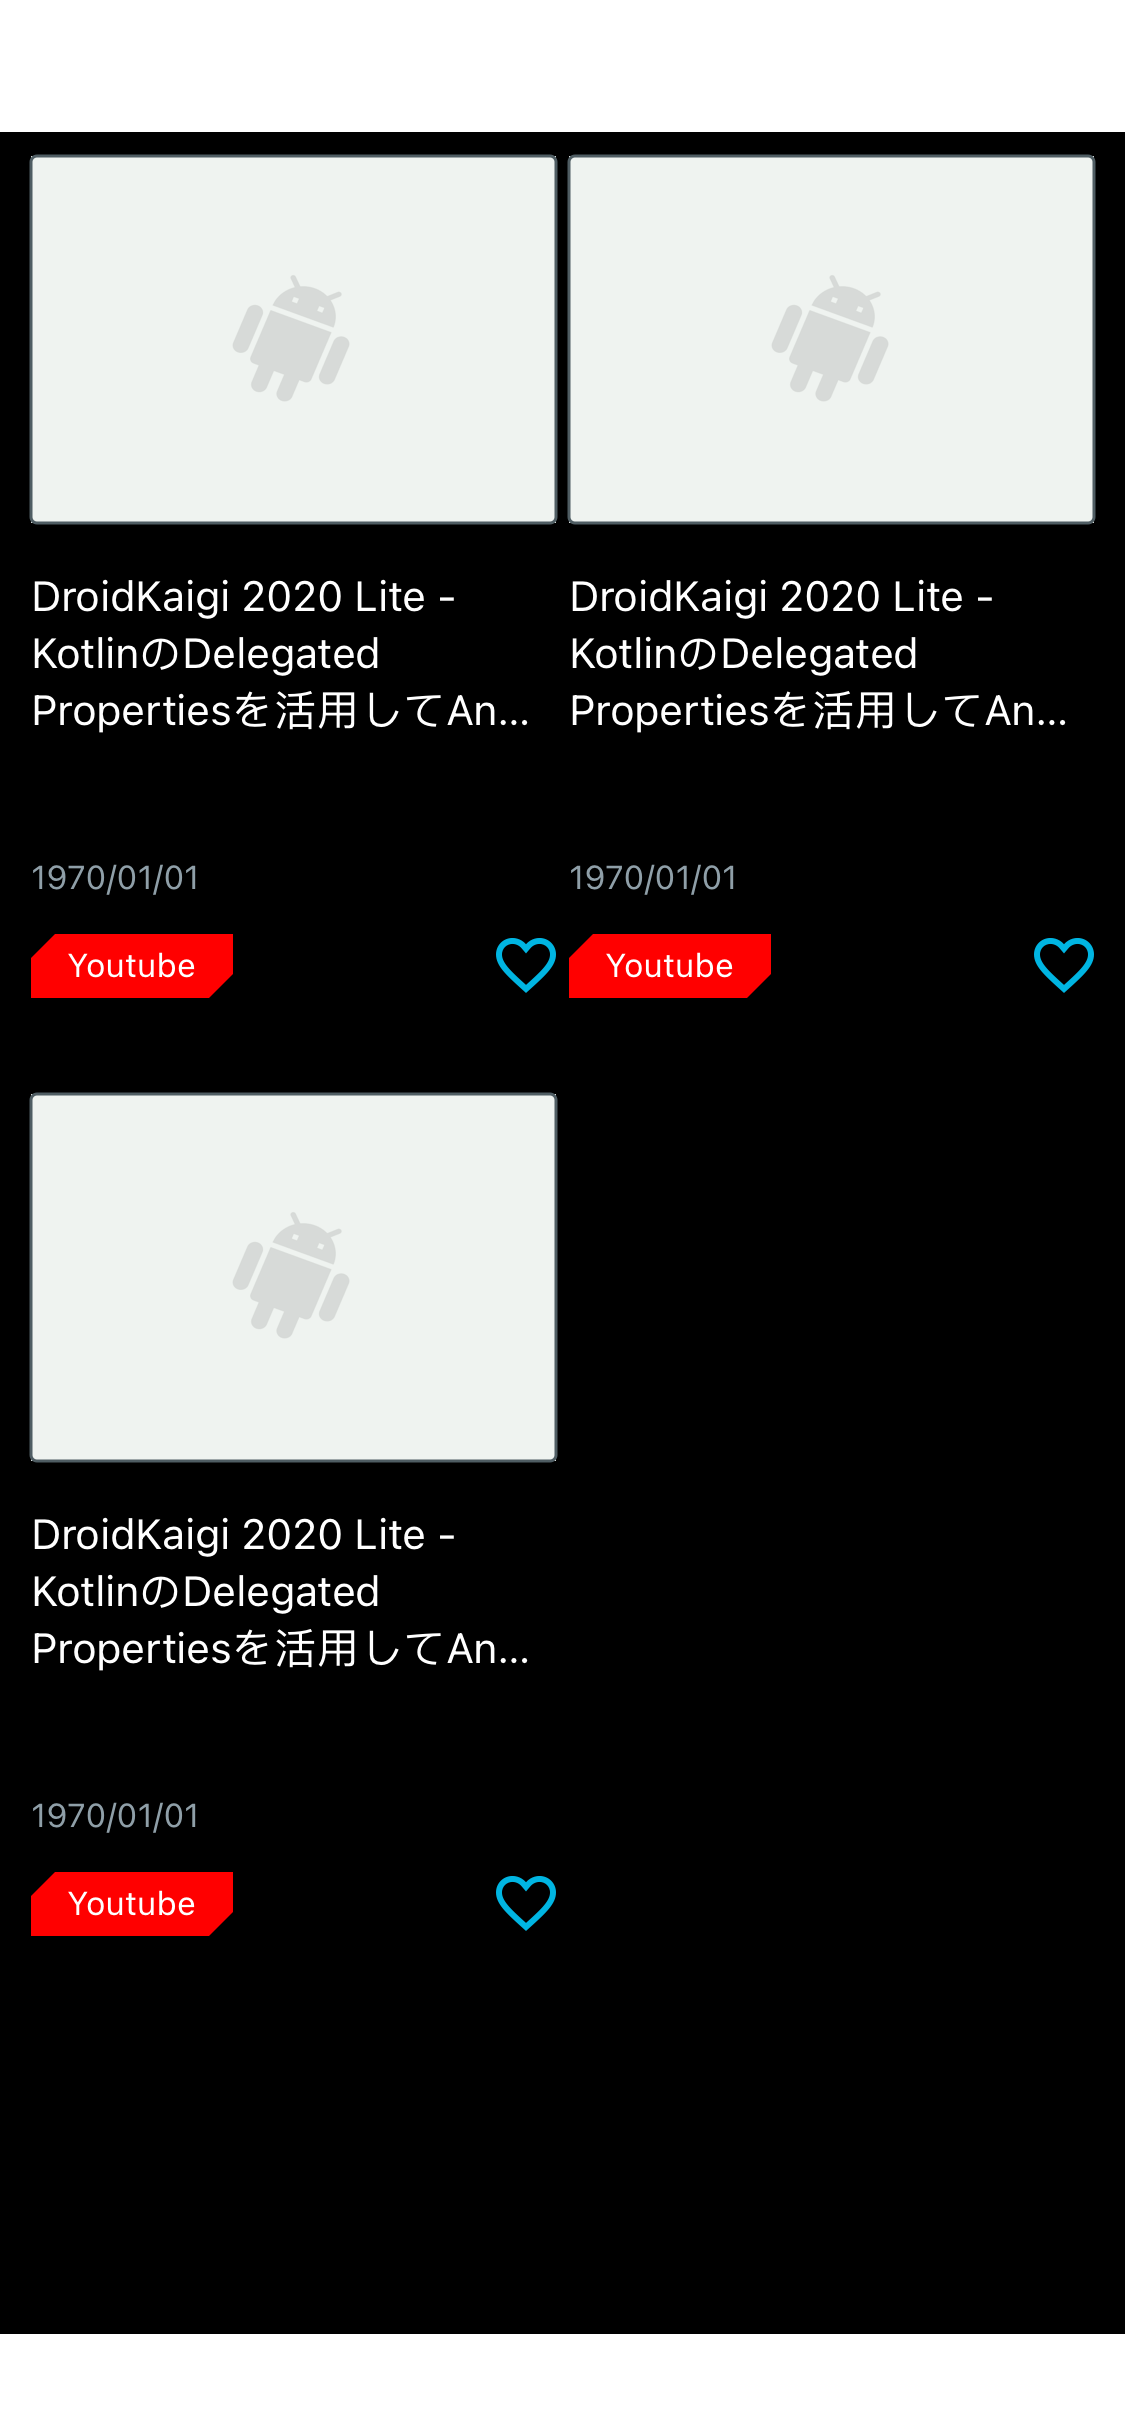 DroidKaigi 2020 Lite -
KotlinのDelegated
Propertiesを活用してAn...
1970/01/01
Youtube
DroidKaigi 2020 Lite -
KotlinのDelegated
Propertiesを活用してAn...
1970/01/01
Youtube
DroidKaigi 2020 Lite -
KotlinのDelegated
Propertiesを活用してAn...
1970/01/01
Youtube